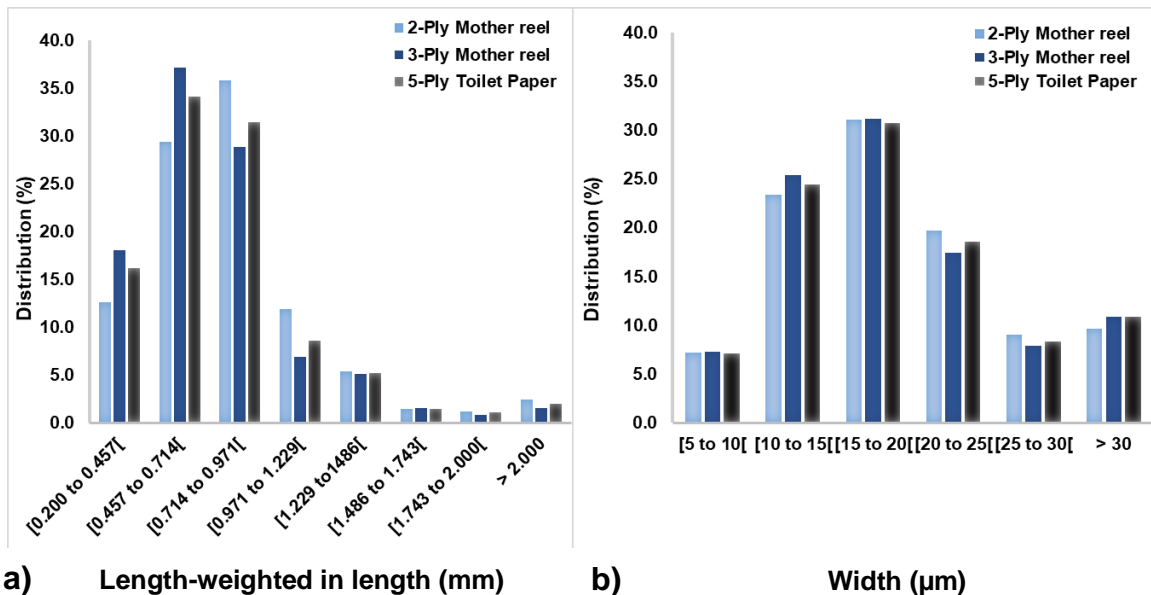 2-Ply Mother reel
3-Ply Mother reel
5-Ply Toilet Paper
40.0
35.0
30.0
25.0
20.0
15.0
10.0
5.0
0.0
Distribution (%)
[0.200 to 0.457[
[0.457 to 0.714[
[0.714 to 0.971[
[0.971 to 1.229[
[1.229 to1486[
[1.486 to 1.743[
[1.743 to 2.000[
> 2.000
a) Length-weighted in length (mm)
2-Ply Mother reel
3-Ply Mother reel
5-Ply Toilet Paper
40.0
35.0
30.0
25.0
20.0
15.0
10.0
5.0
0.0
Distribution (%)
[5 to 10[ [10 to 15[ [15 to 20[ [20 to 25[ [25 to 30[ > 30
b) Width (μm)